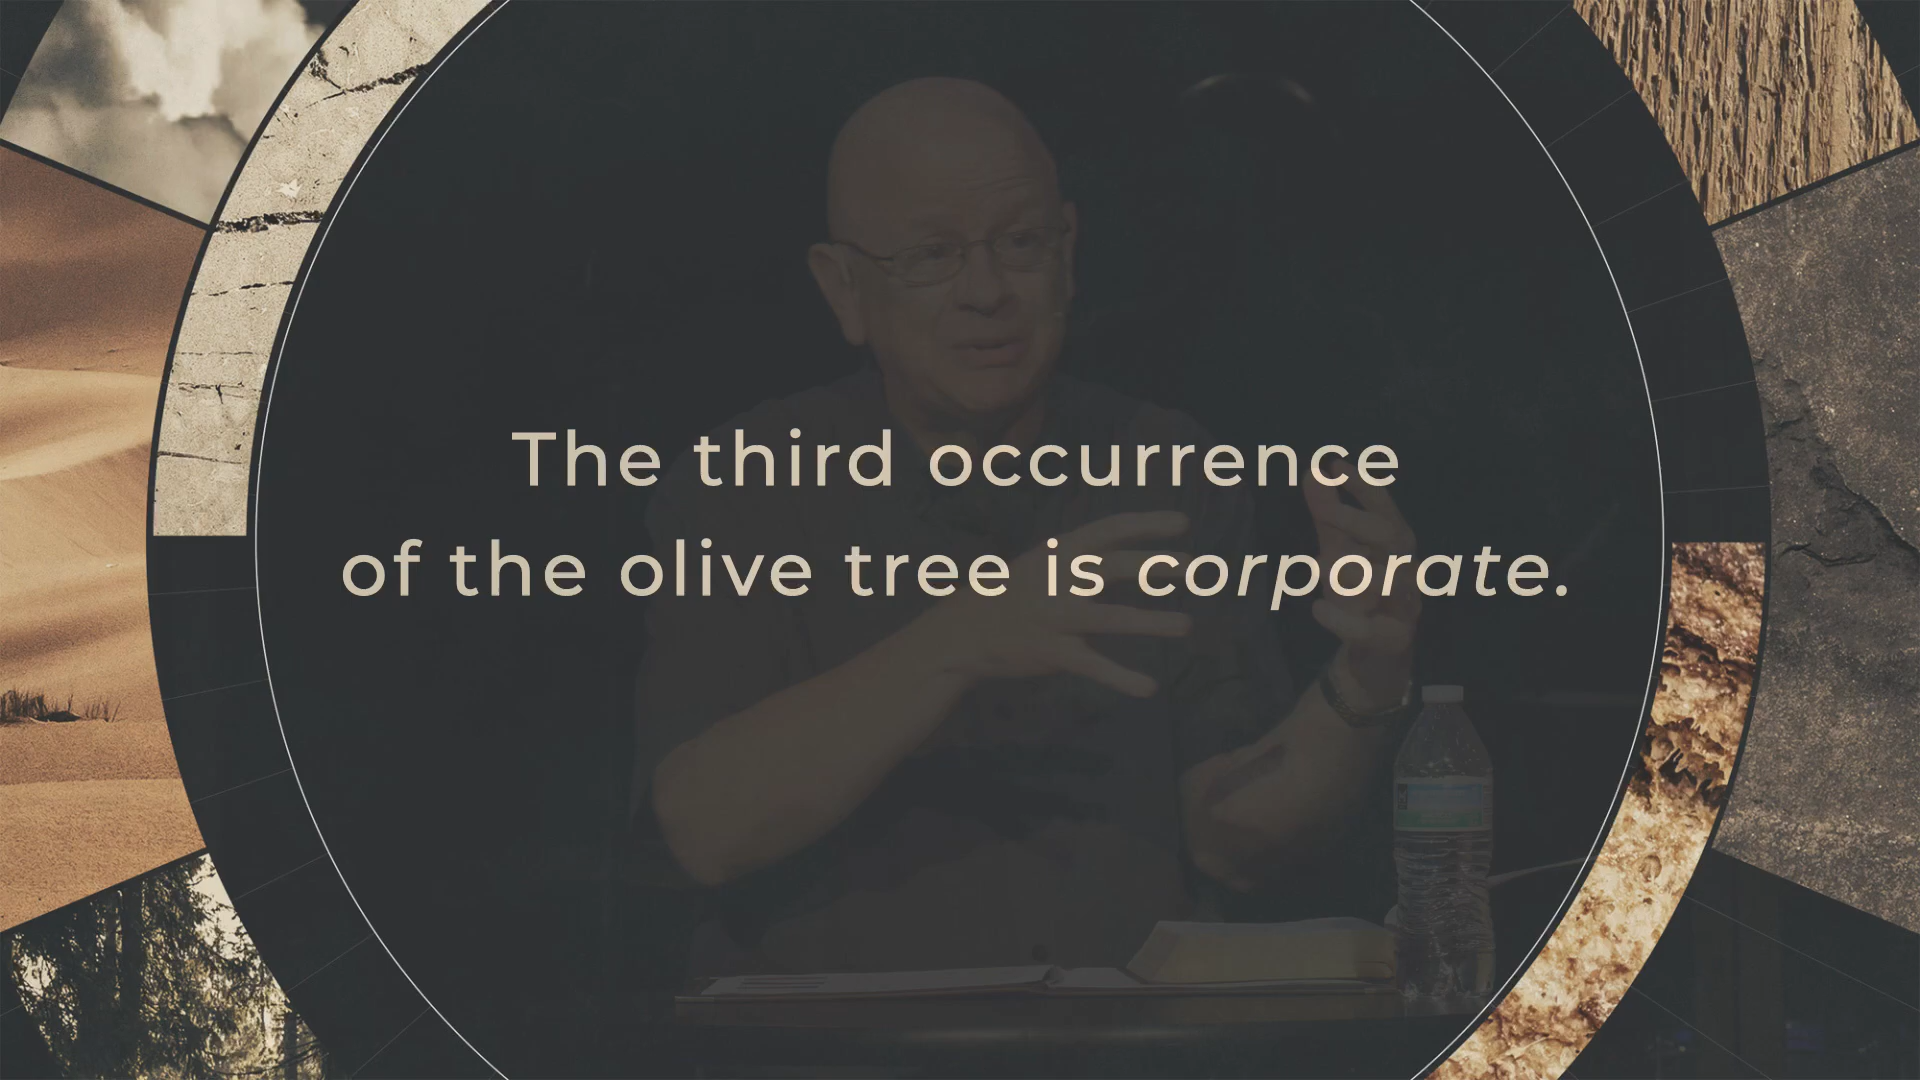 The third occurrence
of the olive tree is corporate.